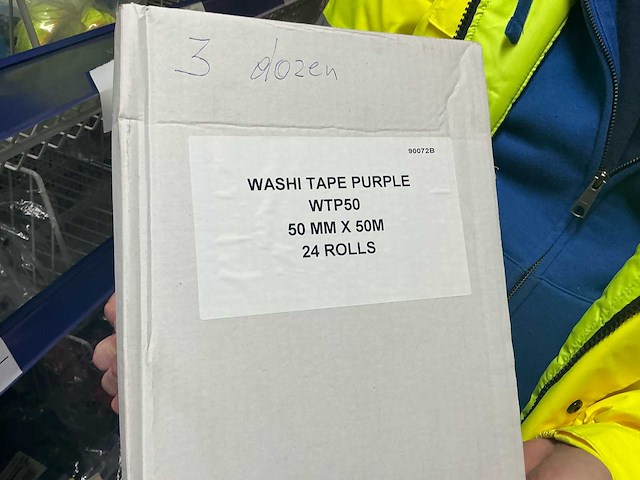 3 dozen
90072B
WASHI TAPE PURPLE
WTP50
50 MM X 50M
24 ROLLS